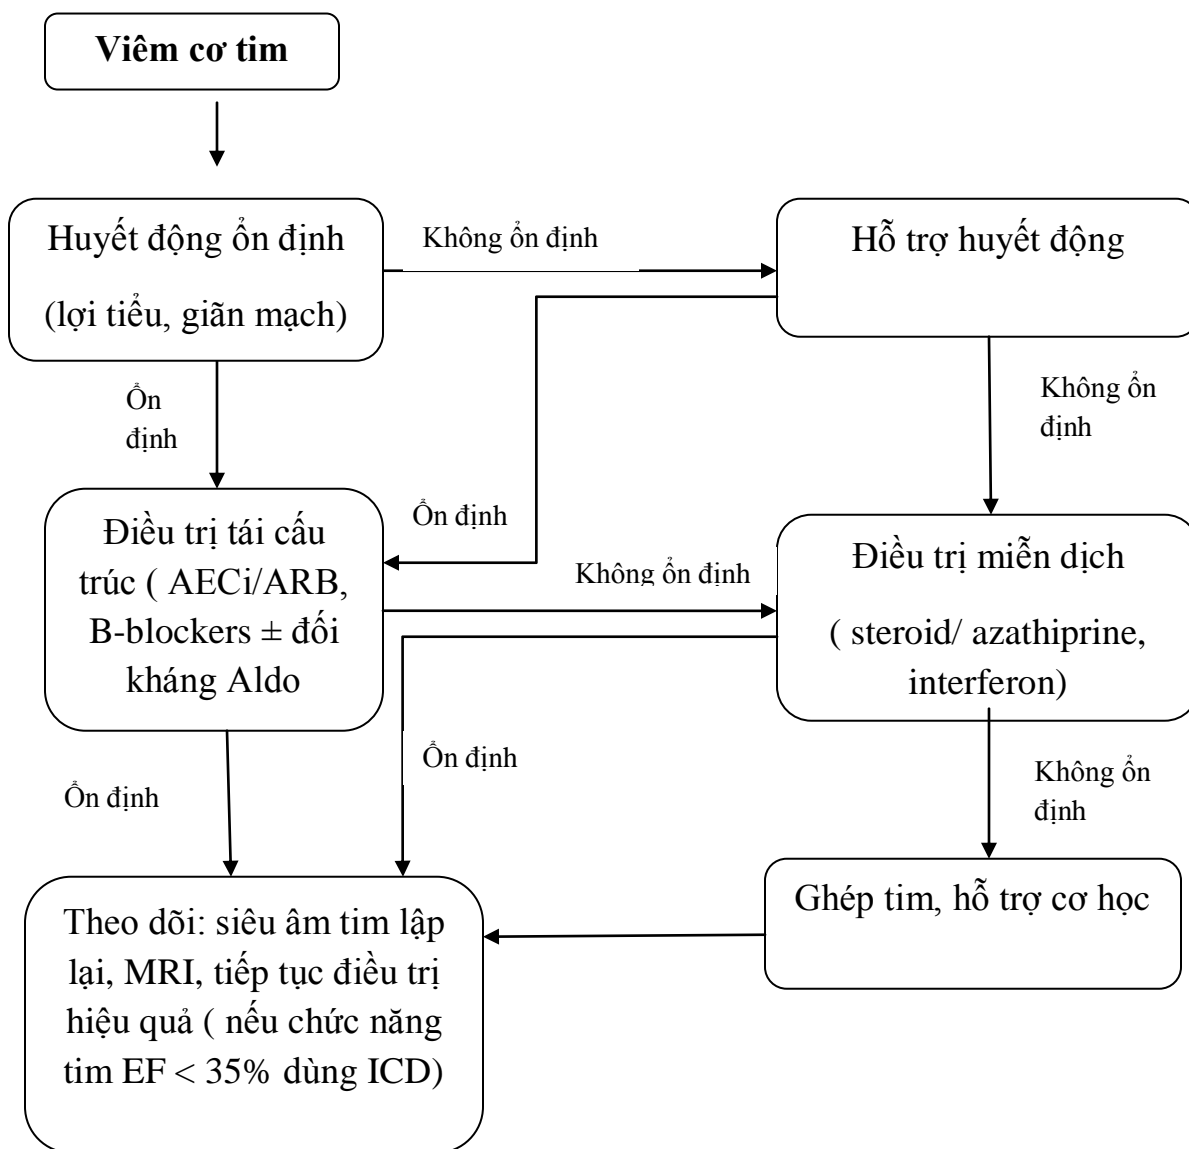 Viêm cơ tim
Huyết động ổn định
(lợi tiểu, giãn mạch)
Không ổn định
Hỗ trợ huyết động
Ổn
định
Không ổn
định
Điều trị tái cấu
trúc ( AECi/ARB,
B-blockers ± đối
kháng Aldo
Ổn định
Không ổn định
Điều trị miễn dịch
( steroid/ azathiprine,
interferon)
Ổn định
Ổn định
Không ổn
định
Theo dõi: siêu âm tim lập
lại, MRI, tiếp tục điều trị
hiệu quả ( nếu chức năng
tim EF < 35% dùng ICD)
Ghép tim, hỗ trợ cơ học